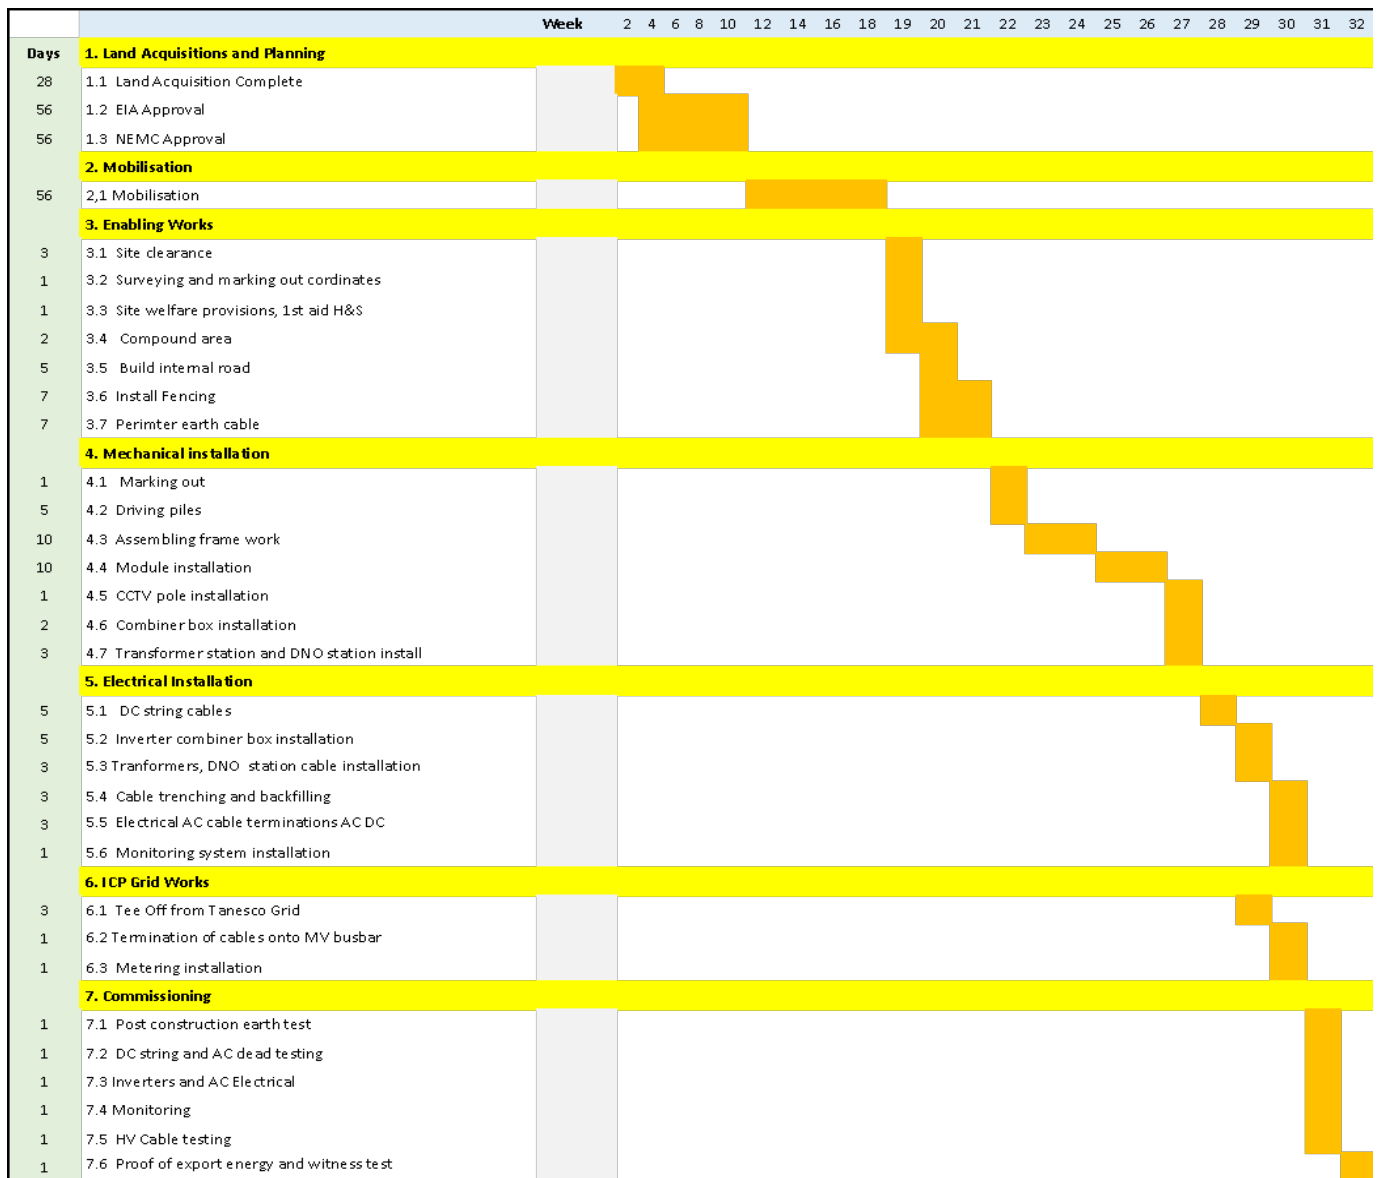 Week 2 4 6 8 10 12 14 16 18 19 20 21 22 23 24 25 26 27 28 29 30 31 32
Days 1. Land Acquisitions and Planning
28 1.1 Land Acquisition Complete
56 1.2 EIA Approval
56 1.3 NEMC Approval
2. Mobilisation
56 2,1 Mobilisation
3. Enabling Works
3 3.1 Site clearance
1 3.2 Surveying and marking out cordinates
1 3.3 Site welfare provisions, 1st aid H&S
2 3.4 Compound area
5 3.5 Build internal road
7 3.6 Install Fencing
7 3.7 Perimter earth cable
4. Mechanical installation
1 4.1 Marking out
5 4.2 Driving piles
10 4.3 Assembling frame work
10 4.4 Module installation
1 4.5 CCTV pole installation
2 4.6 Combiner box installation
3 4.7 Transformer station and DNO station install
5. Electrical Installation
5 5.1 DC string cables
5 5.2 Inverter combiner box installation
3 5.3 Tranformers, DNO station cable installation
3 5.4 Cable trenching and backfilling
3 5.5 Electrical AC cable terminations AC DC
1 5.6 Monitoring system installation
6. ICP Grid Works
3 6.1 Tee Off from Tanesco Grid
1 6.2 Termination of cables onto MV busbar
1 6.3 Metering installation
7. Commissioning
1 7.1 Post construction earth test
1 7.2 DC string and AC dead testing
1 7.3 Inverters and AC Electrical
1 7.4 Monitoring
1 7.5 HV Cable testing
1 7.6 Proof of export energy and witness test